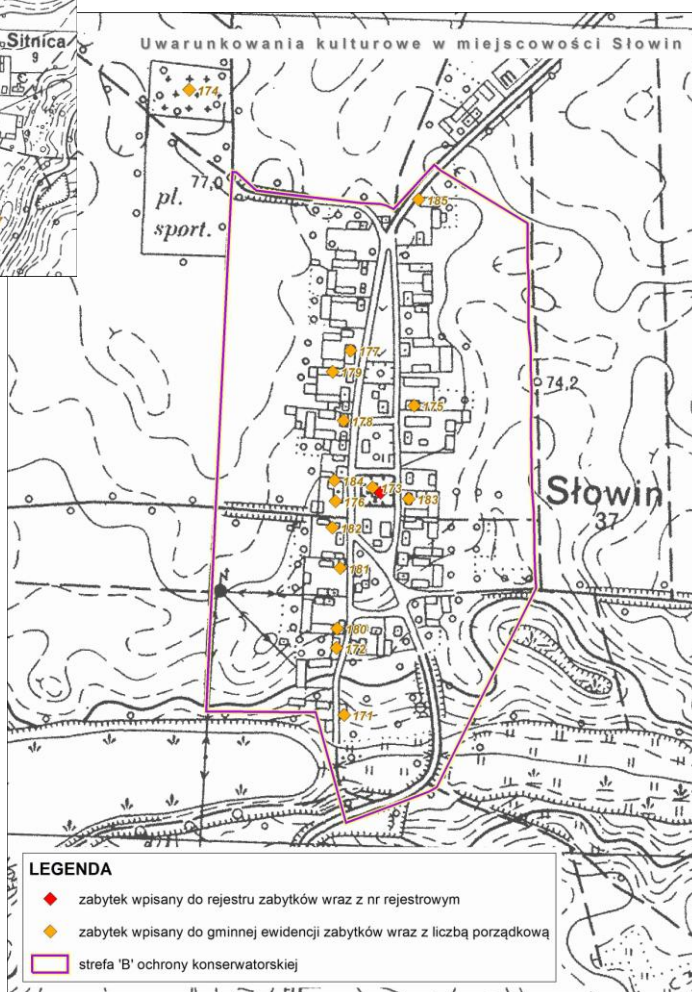 Sitnica
9
Uwarunkowania kulturowe w miejscowości Słowin
174
77,0
185
pł.
sport.
177
179
74,2
175
178
184
173
176
183
Słowin
37
182
181
180
172
171
LEGENDA
zabytek wpisany do rejestru zabytków wraz z nr rejestrowym
zabytek wpisany do gminnej ewidencji zabytków wraz z liczbą porządkową
strefa 'B' ochrony konserwatorskiej